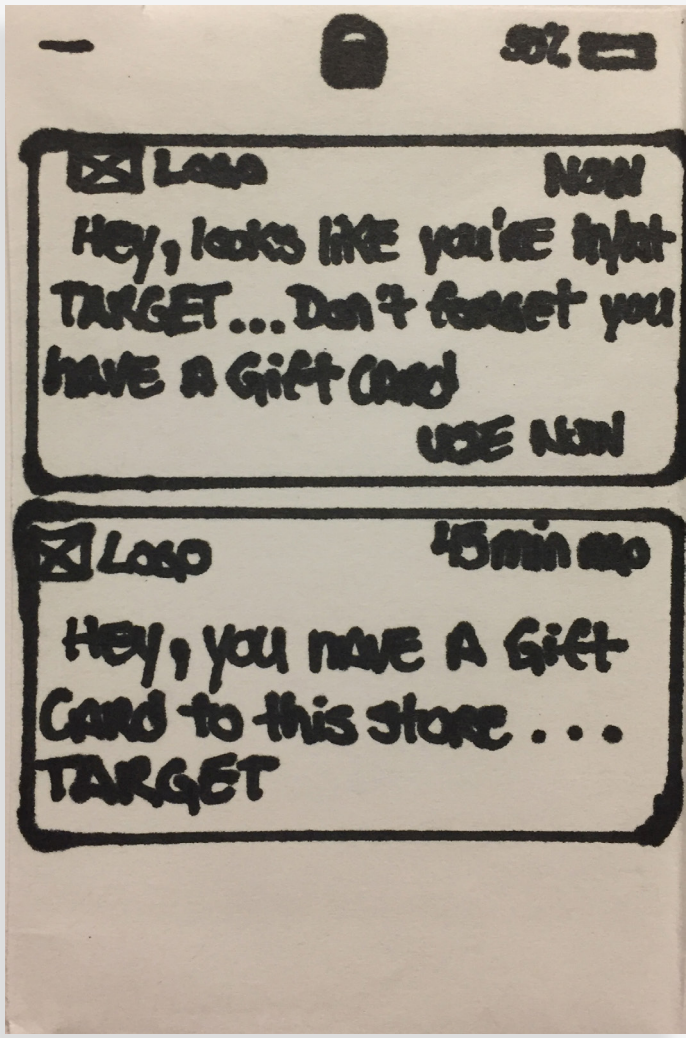 50%
Logo NOW
Hey, looks like you're in/at
TARGET... Don't forget you
have A Gift Card
USE NOW
Logo 45 min ago
Hey, you have A Gift
Card to this store...
TARGET